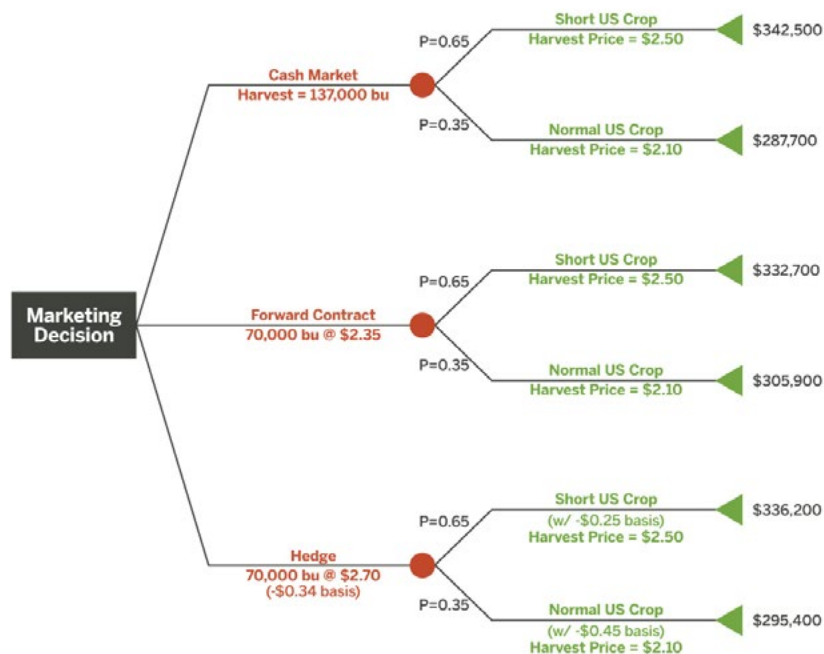 Marketing
Decision
Cash Market
Harvest = 137,000 bu
P=0.65
Short US Crop
Harvest Price = $2.50
$342,500
P=0.35
Normal US Crop
Harvest Price = $2.10
$287,700
Forward Contract
70,000 bu @ $2.35
P=0.65
Short US Crop
Harvest Price = $2.50
$332,700
P=0.35
Normal US Crop
Harvest Price = $2.10
$305,900
Hedge
70,000 bu @ $2.70
(-$0.34 basis)
P=0.65
Short US Crop
(w/ -$0.25 basis)
Harvest Price = $2.50
$336,200
P=0.35
Normal US Crop
(w/ -$0.45 basis)
Harvest Price = $2.10
$295,400